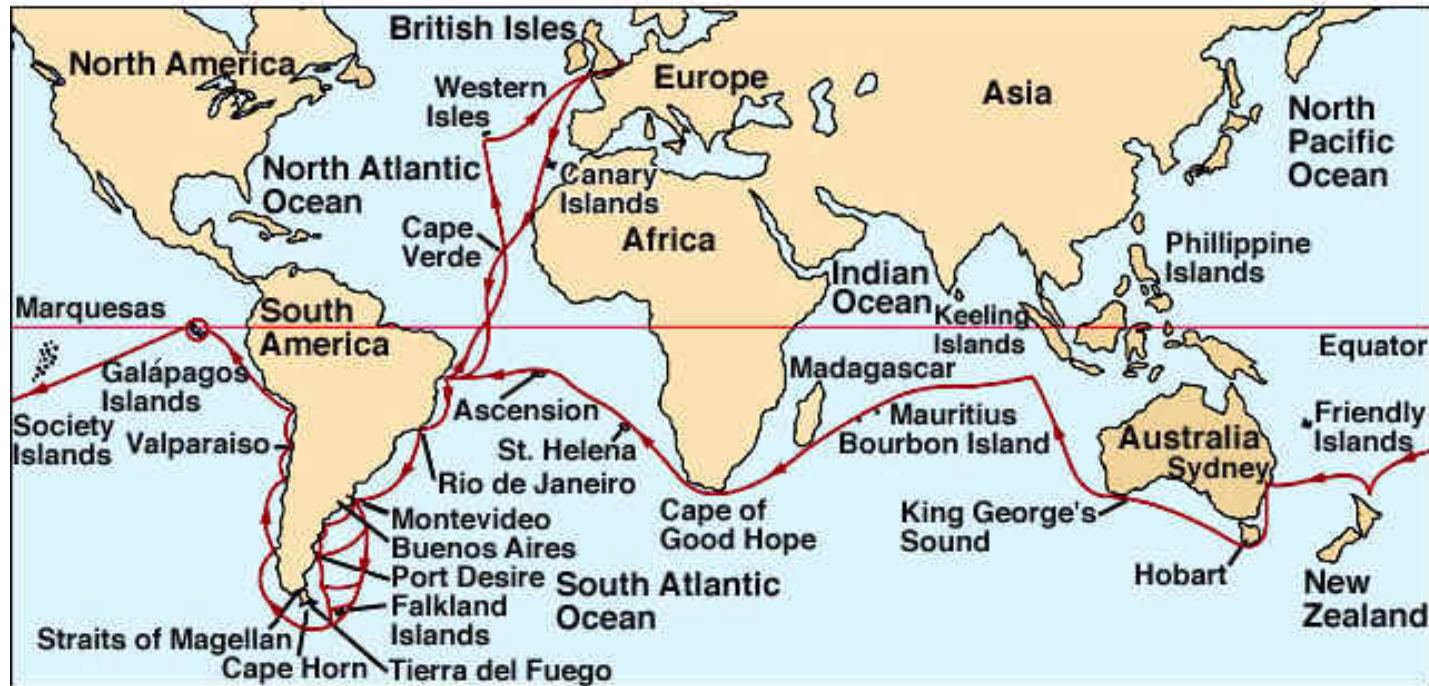 British Isles
North America
Western
Isles
Europe
Asia
North
Pacific
Ocean
North Atlantic
Ocean
Canary
Islands
Cape
Verde
Africa
Phillippine
Islands
Indian
Ocean
Marquesas
South
America
Keeling
Islands
Equator
Galápagos
Islands
Madagascar
Society
Islands
Valparaiso
Ascension
St. Helena
Mauritius
Bourbon Island
Australia
Sydney
Friendly
Islands
Rio de Janeiro
Montevideo
Buenos Aires
Port Desire
Falkland
Islands
Cape of
Good Hope
King George's
Sound
South Atlantic
Ocean
Hobart
New
Zealand
Straits of Magellan
Cape Horn
Tierra del Fuego